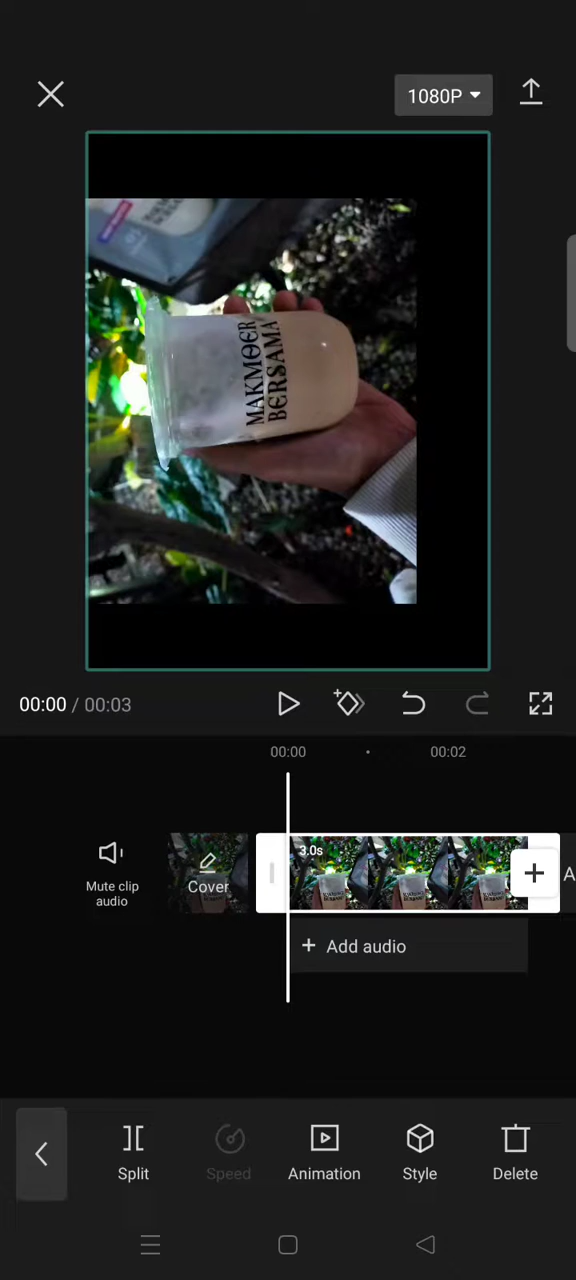 1080P
MAKMOER
BERSAMA
00:00 / 00:03
00:00
00:02
3.0s
Mute clip
audio
Cover
A
+ Add audio
Split
Speed
Animation
Style
Delete